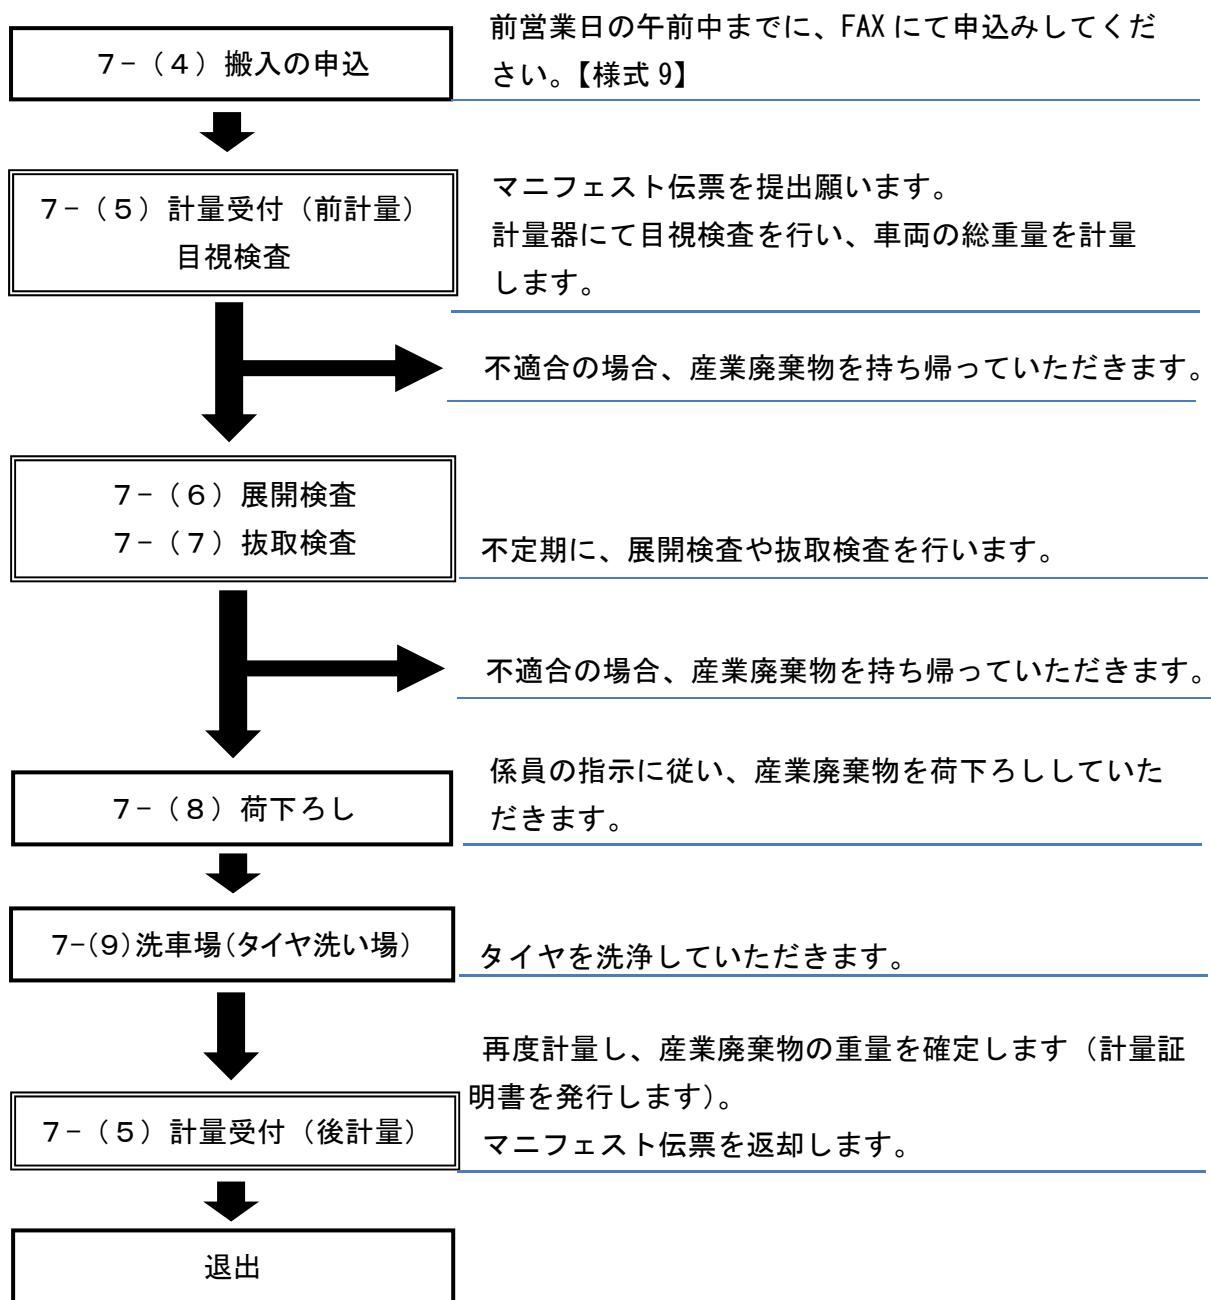 7-(4)搬入の申込
前営業日の午前中までに、FAXにて申込みしてくだ
さい。【様式9】
7-(5)計量受付(前計量)
目視検査
マニフェスト伝票を提出願います。
計量器にて目視検査を行い、車両の総重量を計量
します。
不適合の場合、産業廃棄物を持ち帰っていただきます。
7-(6)展開検査
7-(7)抜取検査
不定期に、展開検査や抜取検査を行います。
不適合の場合、産業廃棄物を持ち帰っていただきます。
7-(8)荷下ろし
係員の指示に従い、産業廃棄物を荷下ろししていた
だきます。
7-(9)洗車場(タイヤ洗い場)
タイヤを洗浄していただきます。
7-(5)計量受付(後計量)
再度計量し、産業廃棄物の重量を確定します(計量証
明書を発行します)。
マニフェスト伝票を返却します。
退出